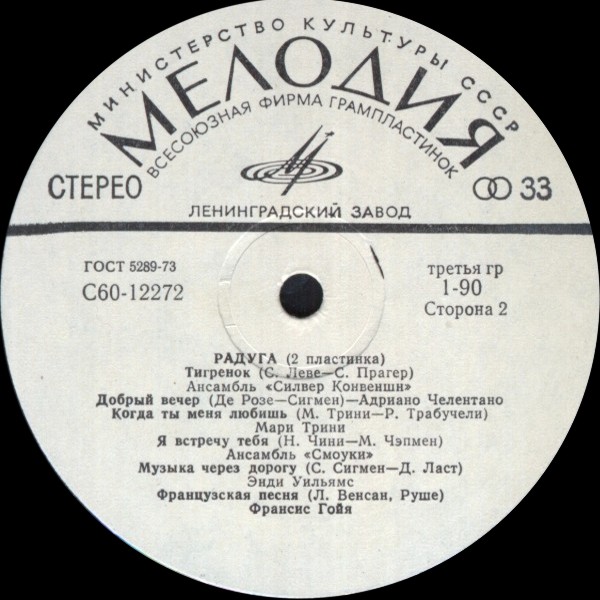 МИНИСТЕРСТВО КУЛЬТУРЫ СССР
МЕЛОДИЯ
ВСЕСОЮЗНАЯ ФИРМА ГРАМПЛАСТИНОК
СТЕРЕО
33
ЛЕНИНГРАДСКИЙ ЗАВОД
ГОСТ 5289-73
С60-12272
третья гр
1-90
Сторона 2
РАДУГА (2 пластинка)
Тигренок (С. Леве—С. Прагер)
Ансамбль «Силвер Конвеншн»
Добрый вечер (Де Розе—Сигмен)—Адриано Челентано
Когда ты меня любишь (М. Трини—Р. Трабучели)
Мари Трини
Я встречу тебя (Н. Чини—М. Чэпмен)
Ансамбль «Смоуки»
Музыка через дорогу (С. Сигмен—Д. Ласт)
Энди Уильямс
Французская песня (Л. Венсан, Руше)
Франсис Гойя